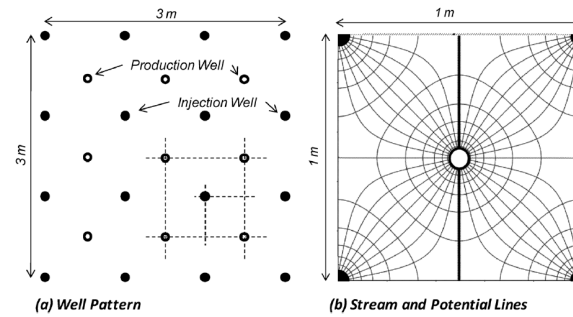 3 m
1 m
Production Well
Injection Well
3 m
1 m
(a) Well Pattern
(b) Stream and Potential Lines